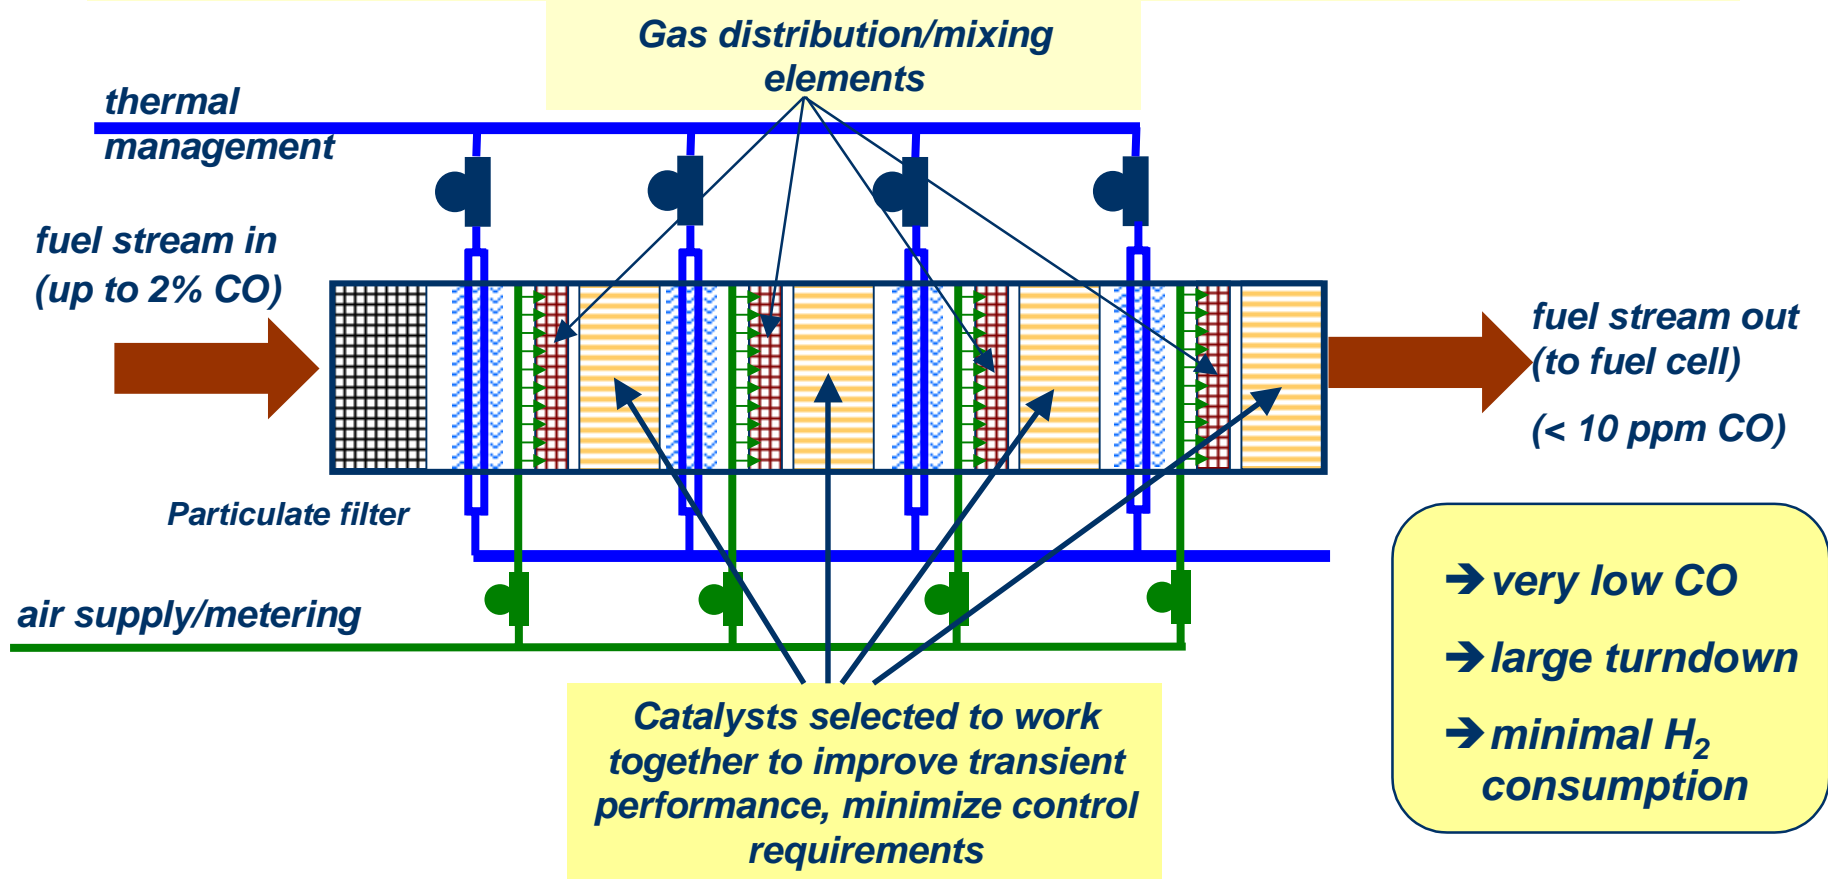 Gas distribution/mixing
elements
thermal
management
fuel stream in
(up to 2% CO)
fuel stream out
(to fuel cell)
(< 10 ppm CO)
Particulate filter
air supply/metering
➔ very low CO
➔ large turndown
➔ minimal H₂
consumption
Catalysts selected to work
together to improve transient
performance, minimize control
requirements